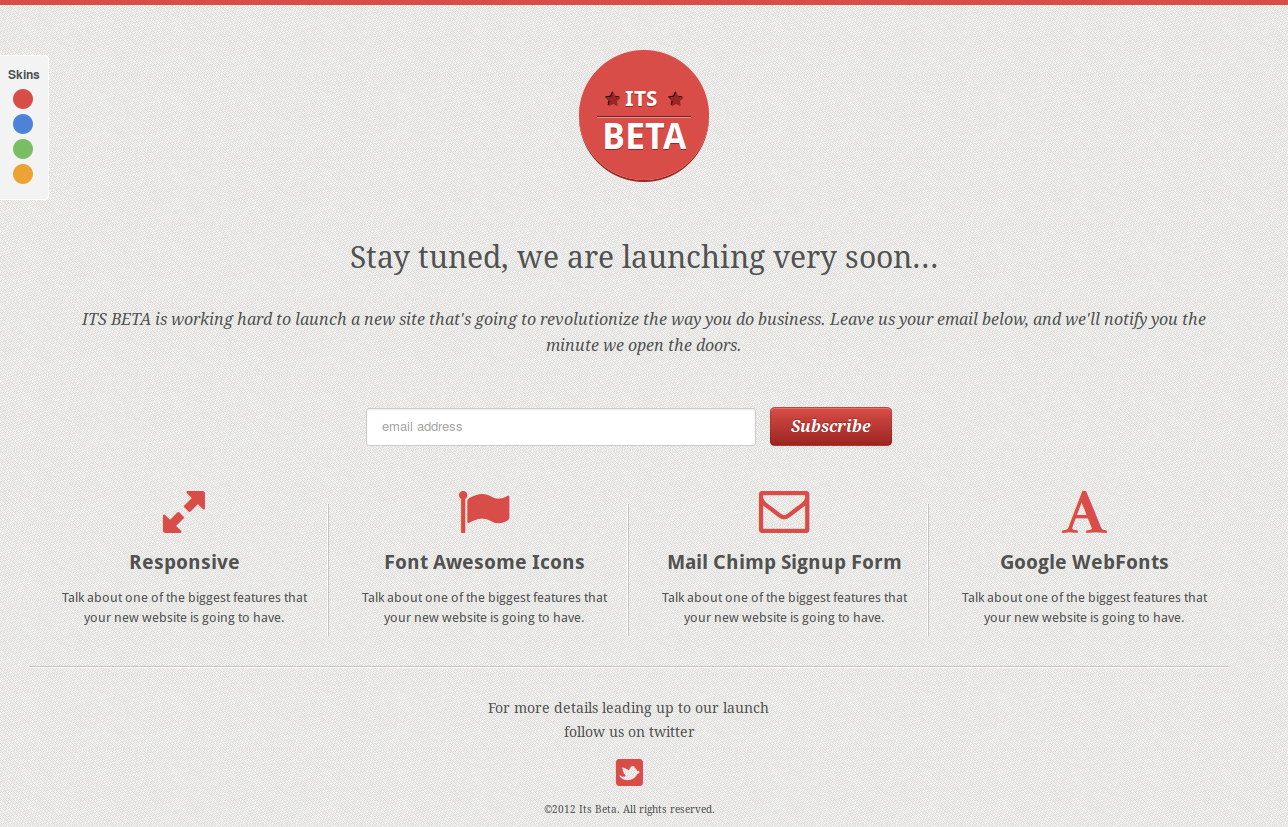 Skins
ITS
BETA
Stay tuned, we are launching very soon...
ITS BETA is working hard to launch a new site that's going to revolutionize the way you do business. Leave us your email below, and we'll notify you the
minute we open the doors.
email address
Subscribe
Responsive
Talk about one of the biggest features that
your new website is going to have.
Font Awesome Icons
Talk about one of the biggest features that
your new website is going to have.
Mail Chimp Signup Form
Talk about one of the biggest features that
your new website is going to have.
A
Google WebFonts
Talk about one of the biggest features that
your new website is going to have.
For more details leading up to our launch
follow us on twitter
©2012 Its Beta. All rights reserved.